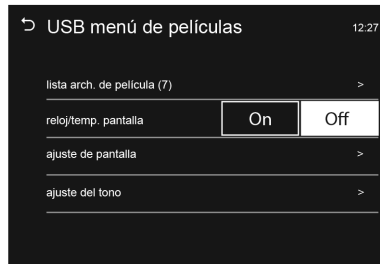 USB menú de películas 12:27
lista arch. de película (7) >
reloj/temp. pantalla On Off
ajuste de pantalla >
ajuste del tono >